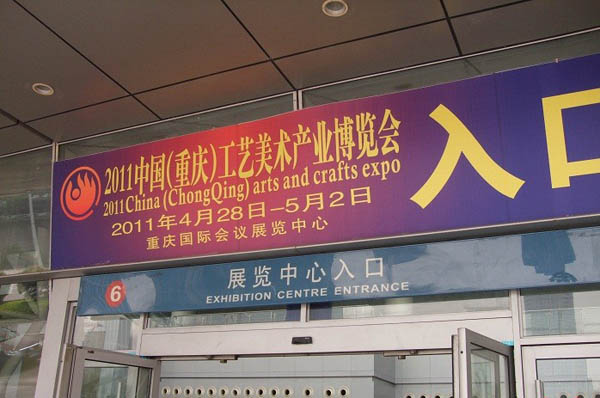 2011中国(重庆)工艺美术产业博览会
2011China(ChongQing)arts and crafts expo
2011年4月28日-5月2日
重庆国际会议展览中心
入口
6
展览中心入口
EXHIBITION CENTRE ENTRANCE